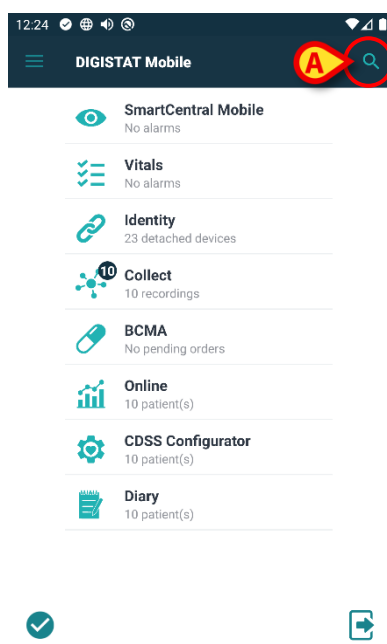 12:24
DIGISTAT Mobile
A
SmartCentral Mobile
No alarms
Vitals
No alarms
Identity
23 detached devices
10
Collect
10 recordings
BCMA
No pending orders
Online
10 patient(s)
CDSS Configurator
10 patient(s)
Diary
10 patient(s)